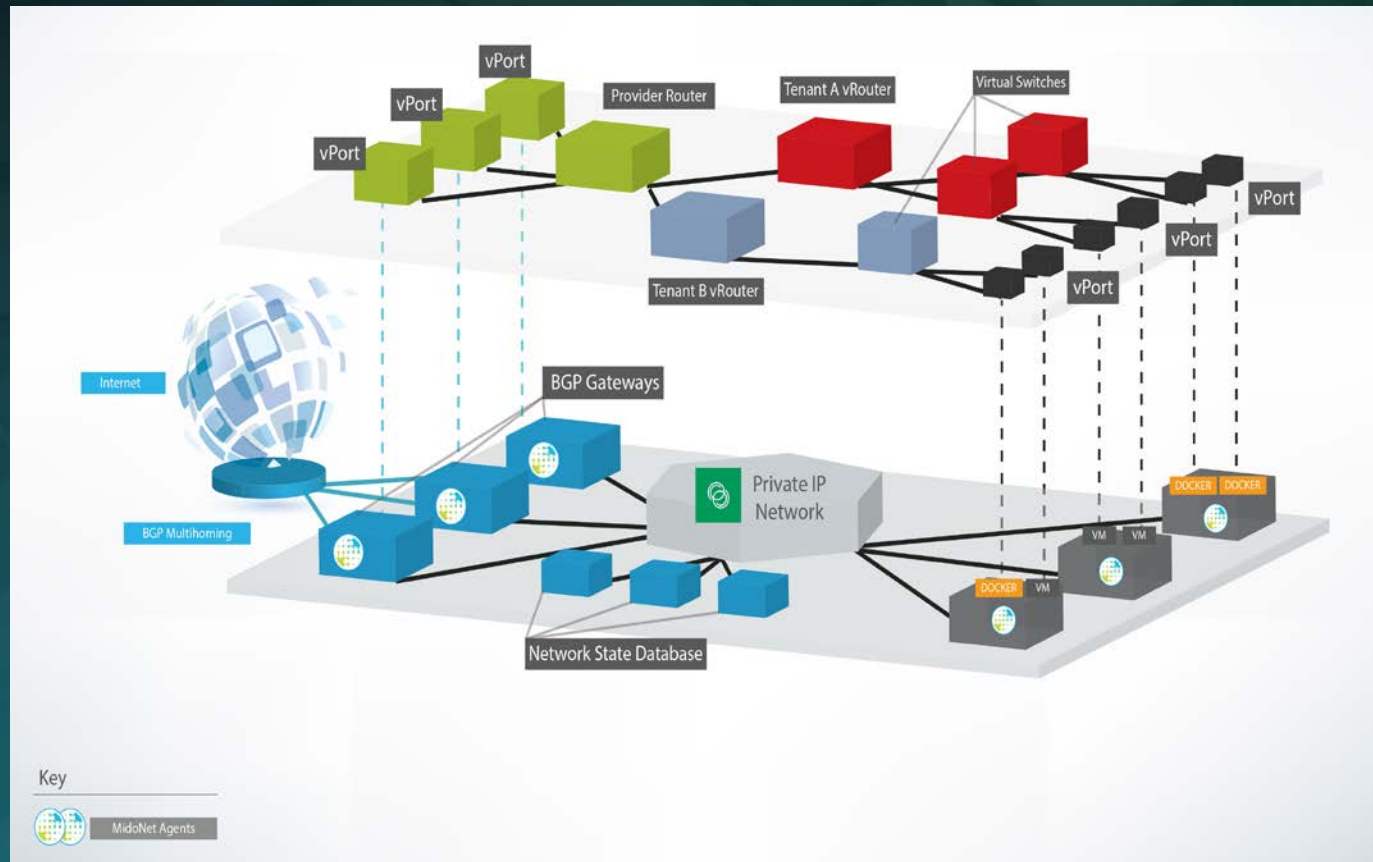 vPort
vPort
vPort
Provider Router
Tenant A vRouter
Virtual Switches
vPort
vPort
vPort
Tenant B vRouter
Internet
BGP Gateways
Private IP
Network
BGP Multihoming
DOCKER DOCKER
VM VM
DOCKER VM
Network State Database
Key
MidoNet Agents